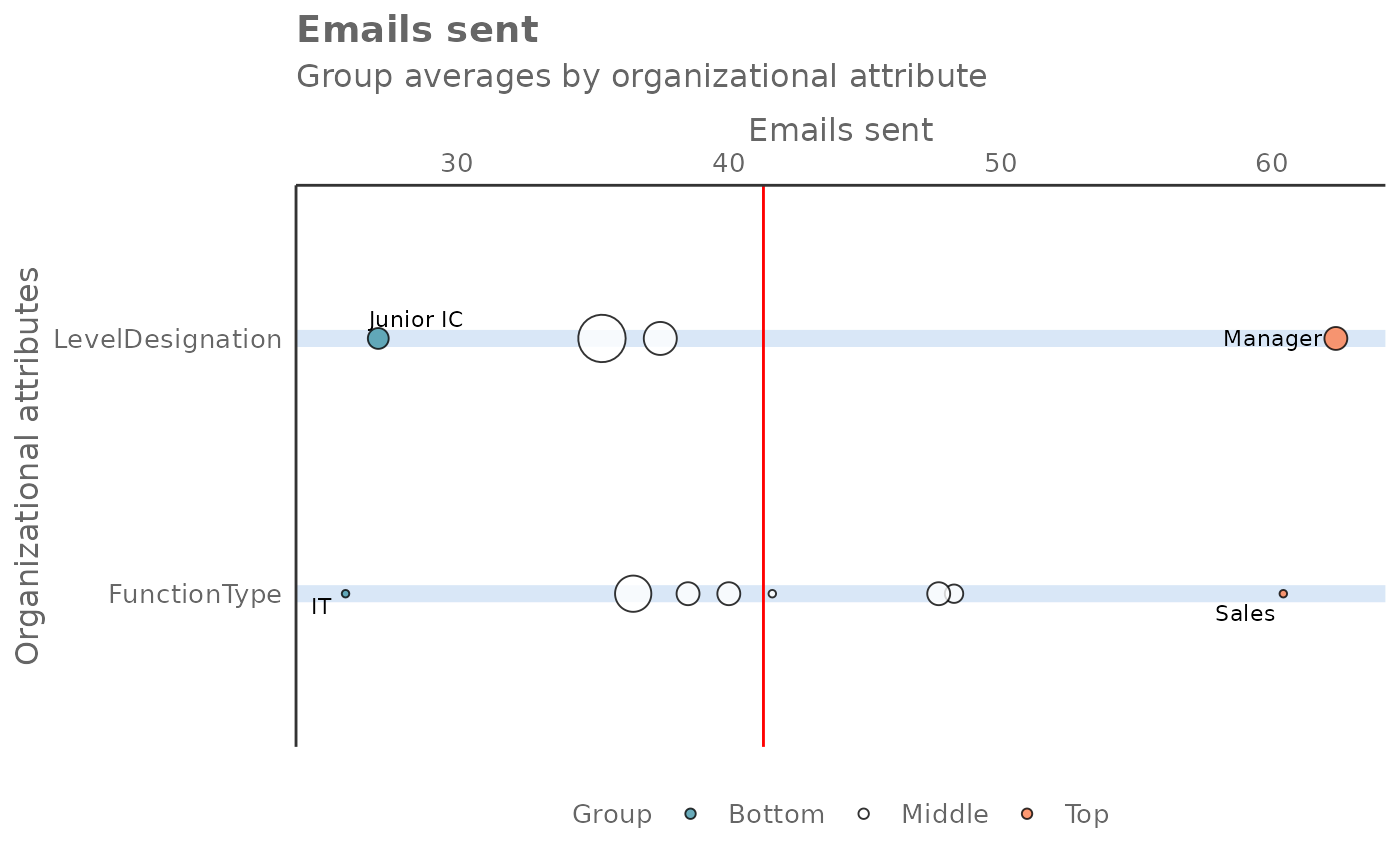 Emails sent
Group averages by organizational attribute
Emails sent
30 40 50 60
Organizational attributes
LevelDesignation
Junior IC
Manager
FunctionType
IT
Sales
Group Bottom Middle Top